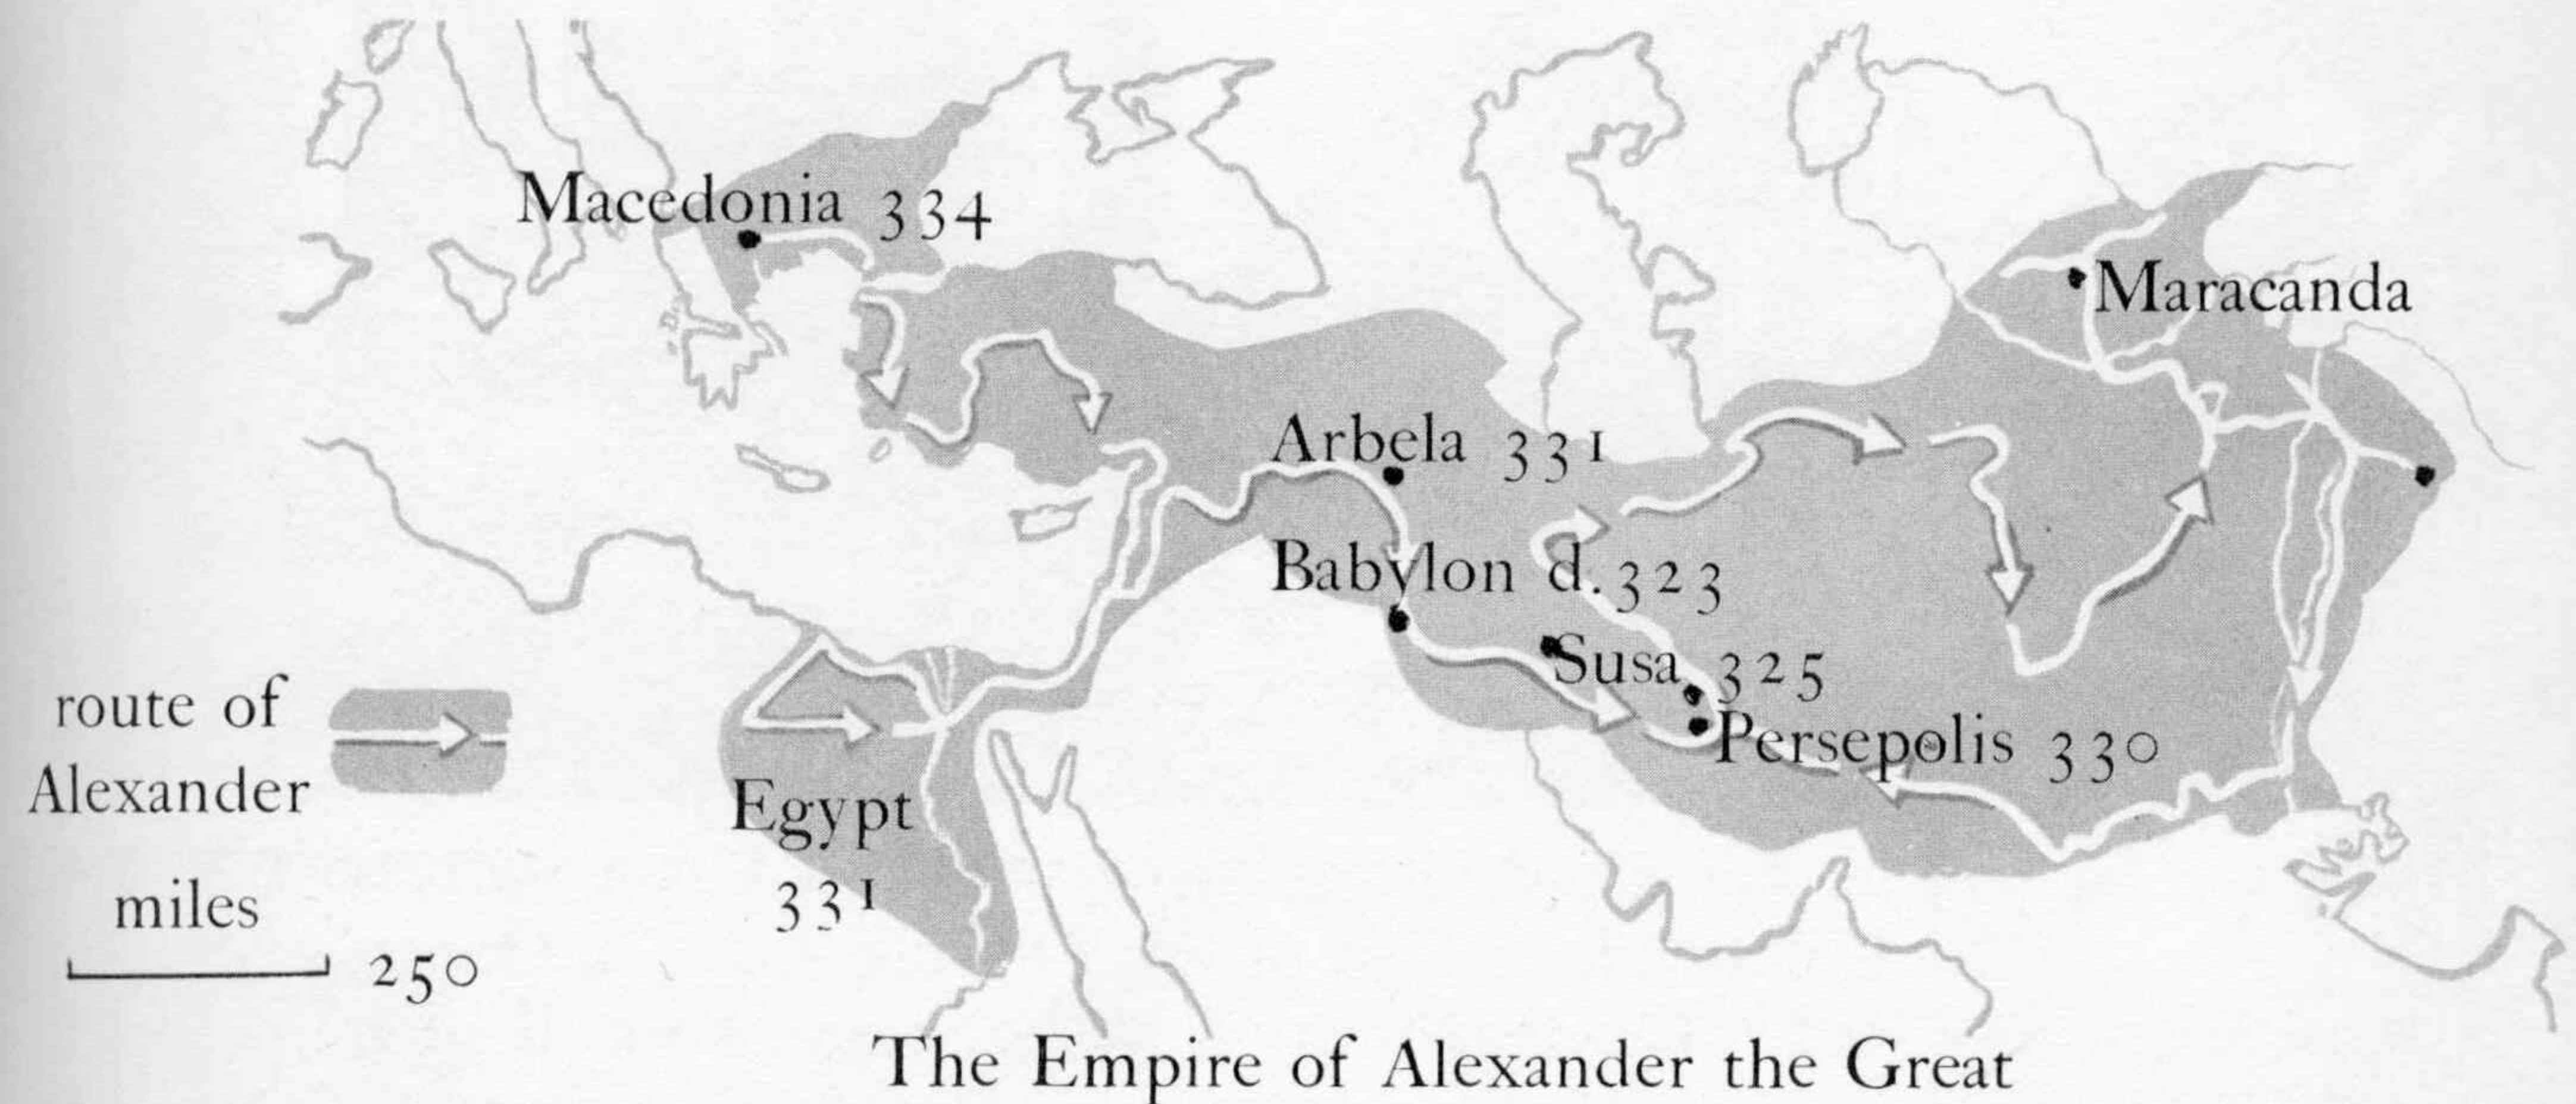 Macedonia 334
Maracanda
Arbela 331
Babylon d. 323
Susa 325
Persepolis 330
route of
Alexander
Egypt
331
miles
250
The Empire of Alexander the Great